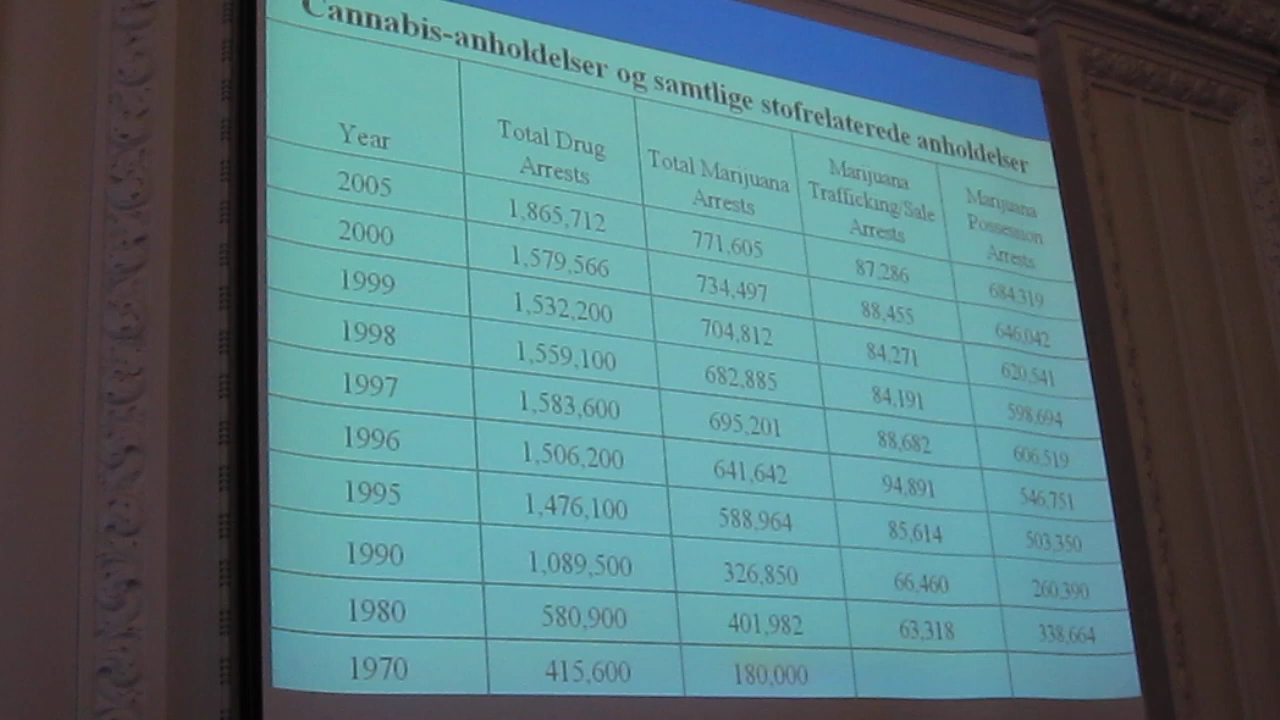 Cannabis-anholdelser og samtlige stofrelaterede anholdelser
Year Total Drug Arrests Total Marijuana Arrests Marijuana Trafficking/Sale Arrests Marijuana Possession Arrests
2005 1,865,712 771,605 87,286 684,319
2000 1,579,566 734,497 88,455 646,042
1999 1,532,200 704,812 84,271 620,541
1998 1,559,100 682,885 84,191 598,694
1997 1,583,600 695,201 88,682 606,519
1996 1,506,200 641,642 94,891 546,751
1995 1,476,100 588,964 85,614 503,350
1990 1,089,500 326,850 66,460 260,390
1980 580,900 401,982 63,318 338,664
1970 415,600 180,000